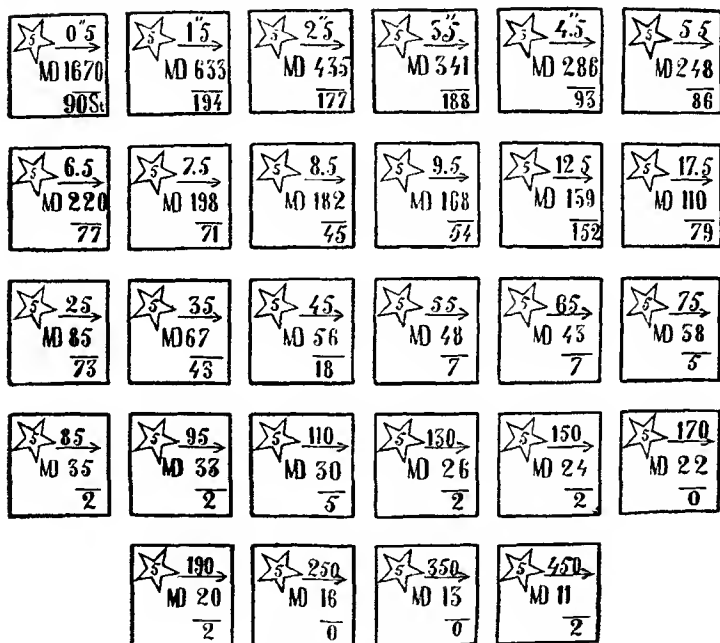 5 0"5
MD 1670
90St
5 1"5
MD 633
194
5 2"5
MD 435
177
5 3"5
MD 341
188
5 4"5
MD 286
93
5 5 5
MD 248
86
5 6.5
MD 220
77
5 7.5
MD 198
71
5 8.5
MD 182
45
5 9.5
MD 168
54
5 12 5
MD 139
152
5 17.5
MD 110
79
5 25
MD 85
73
5 35
MD 67
43
5 45
MD 56
18
5 55
MD 48
7
5 65
MD 43
7
5 75
MD 38
5
5 85
MD 35
2
5 95
MD 33
2
5 110
MD 30
5
5 130
MD 26
2
5 150
MD 24
2
5 170
MD 22
0
5 190
MD 20
2
5 250
MD 16
0
5 350
MD 13
0
5 450
MD 11
2